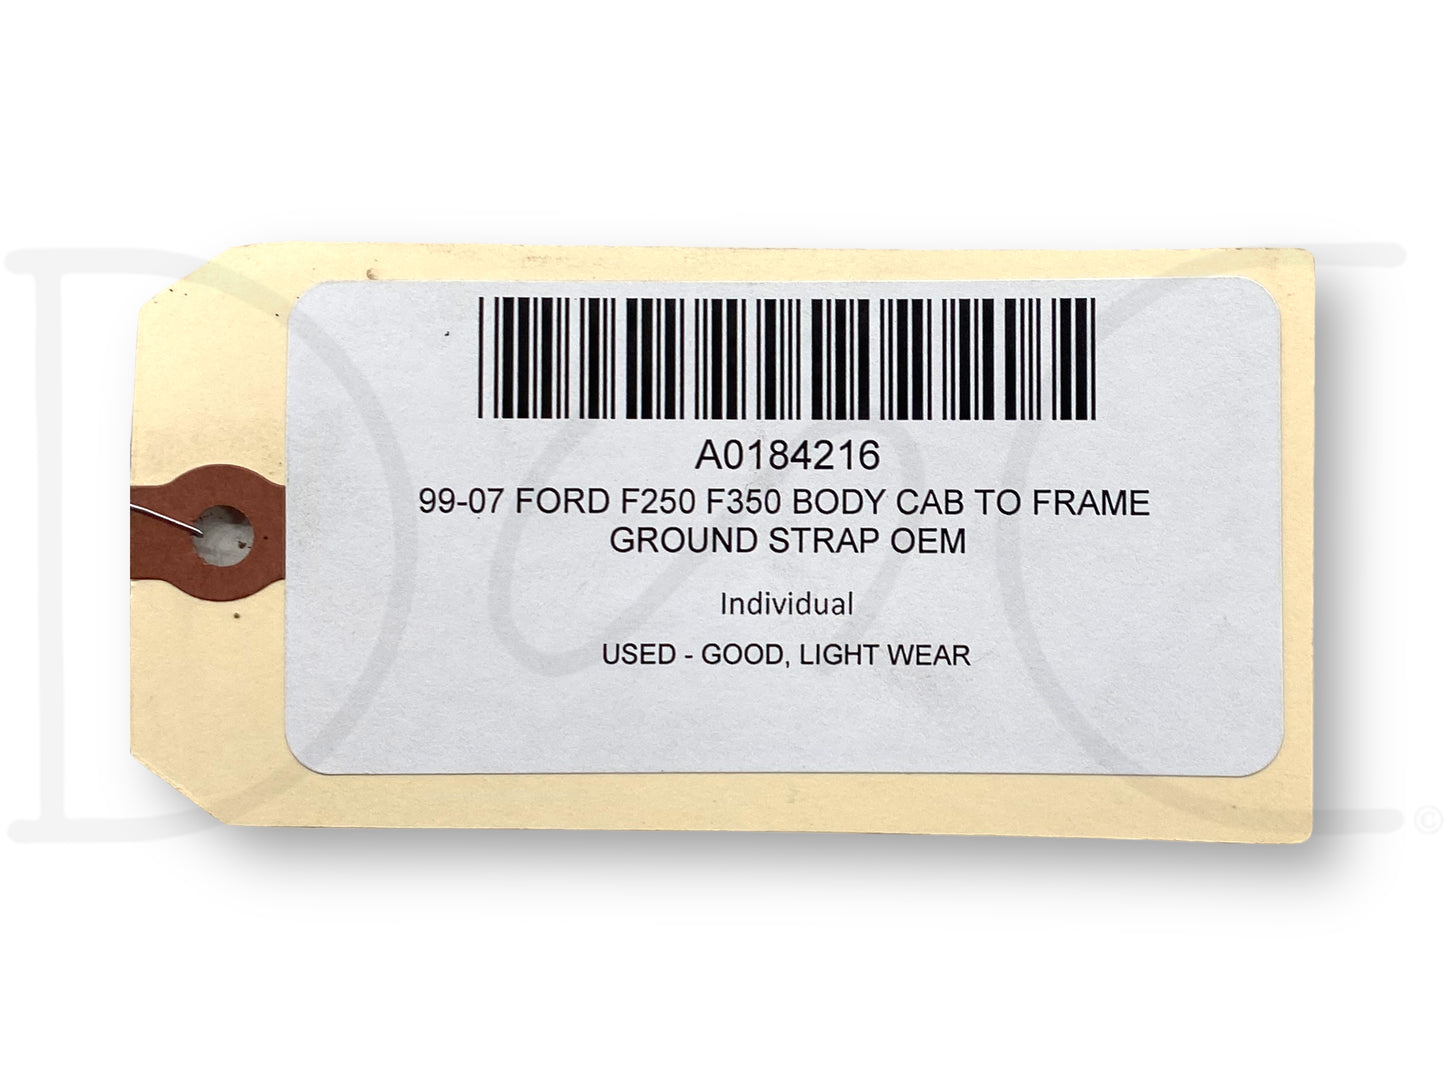 A0184216
99-07 FORD F250 F350 BODY CAB TO FRAME
GROUND STRAP OEM
Individual
USED - GOOD, LIGHT WEAR
©